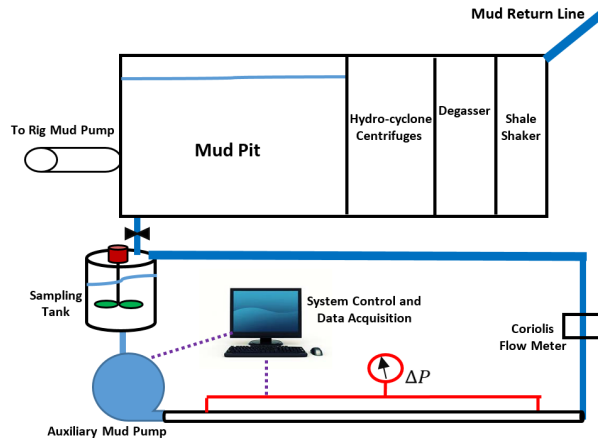 Mud Return Line
To Rig Mud Pump
Mud Pit
Hydro-cyclone
Centrifuges
Degasser
Shale
Shaker
Sampling
Tank
System Control and
Data Acquisition
Coriolis
Flow Meter
ΔP
Auxiliary Mud Pump